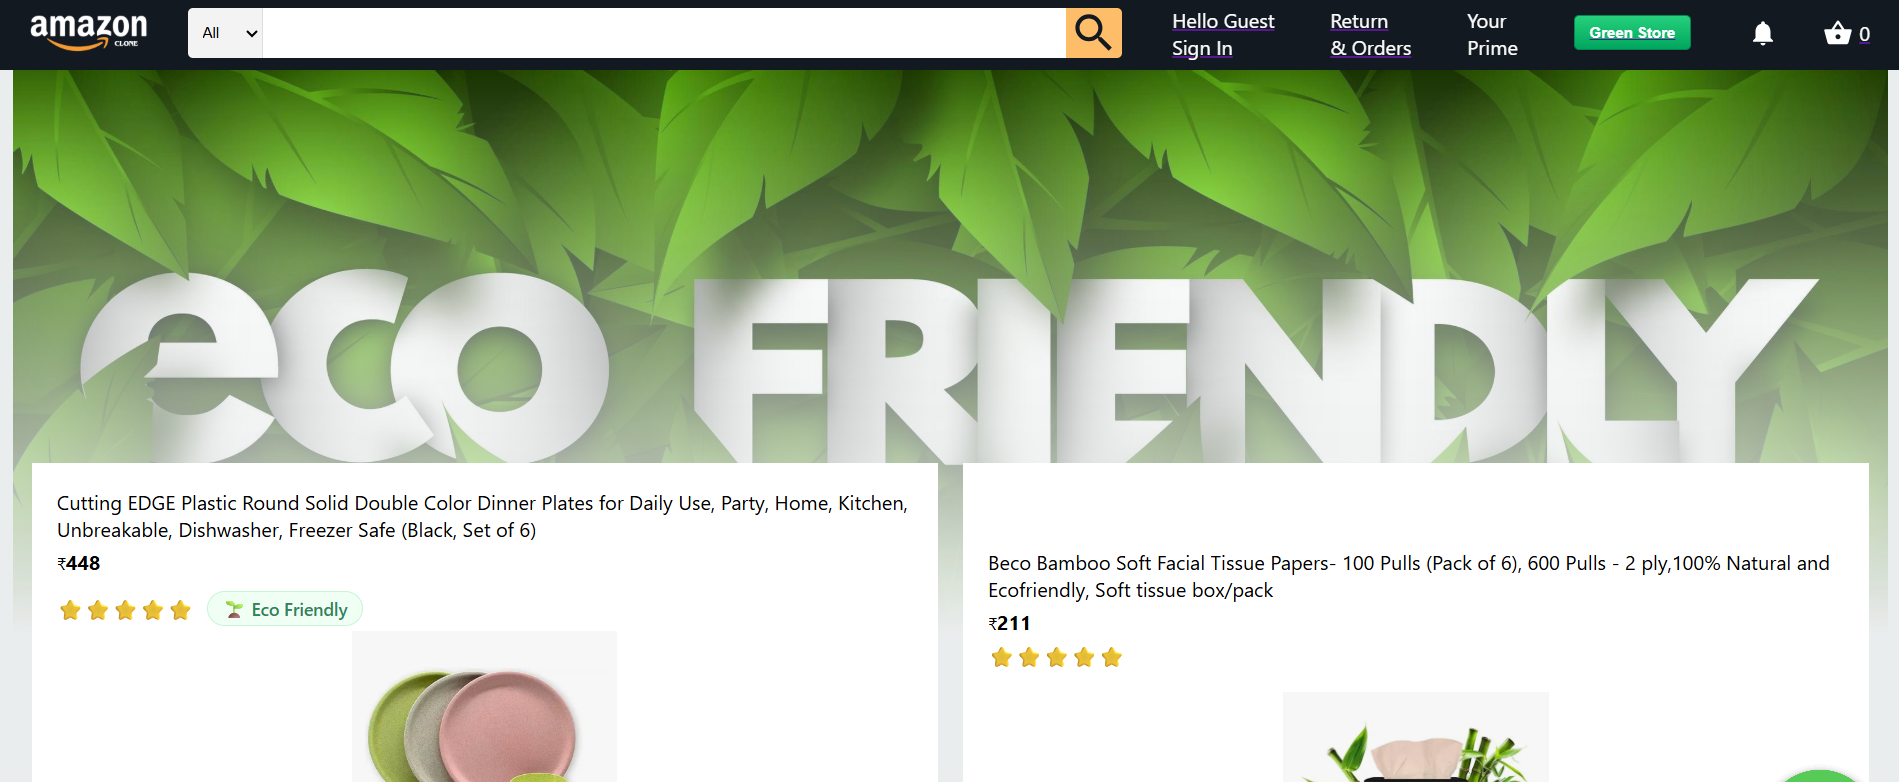 amazon
CLONE
All
Hello Guest
Sign In
Return
& Orders
Your
Prime
Green Store
0
eco FRIENDLY
Cutting EDGE Plastic Round Solid Double Color Dinner Plates for Daily Use, Party, Home, Kitchen,
Unbreakable, Dishwasher, Freezer Safe (Black, Set of 6)
₹448
Eco Friendly
Beco Bamboo Soft Facial Tissue Papers- 100 Pulls (Pack of 6), 600 Pulls - 2 ply,100% Natural and
Ecofriendly, Soft tissue box/pack
₹211